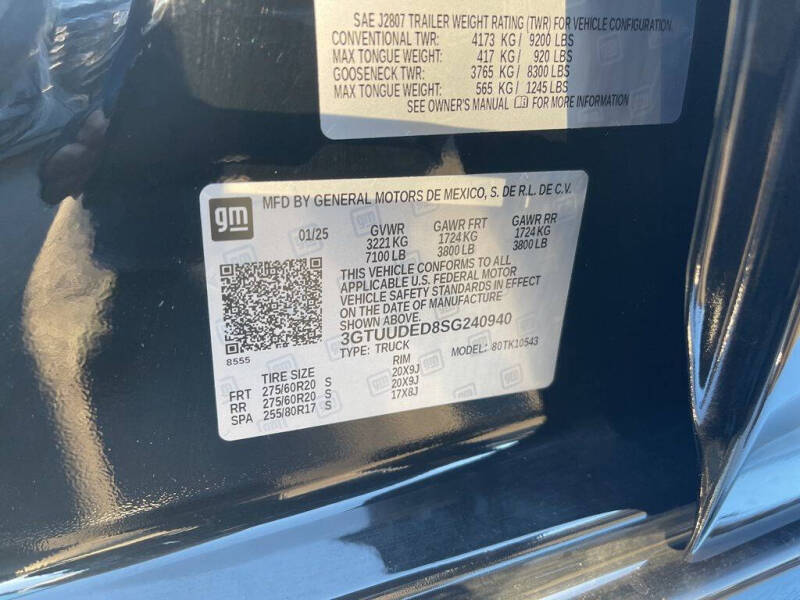 SAE J2807 TRAILER WEIGHT RATING (TWR) FOR VEHICLE CONFIGURATION.
CONVENTIONAL TWR: 4173 KG/ 9200 LBS
MAX TONGUE WEIGHT: 417 KG/ 920 LBS
GOOSENECK TWR: 3765 KG/ 8300 LBS
MAX TONGUE WEIGHT: 565 KG/ 1245 LBS
SEE OWNER'S MANUAL FOR MORE INFORMATION
gm
MFD BY GENERAL MOTORS DE MEXICO, S. DE R.L. DE C.V.
01/25 GVWR GAWR FRT GAWR RR
3221 KG 1724 KG 1724 KG
7100 LB 3800 LB 3800 LB
THIS VEHICLE CONFORMS TO ALL
APPLICABLE U.S. FEDERAL MOTOR
VEHICLE SAFETY STANDARDS IN EFFECT
ON THE DATE OF MANUFACTURE
SHOWN ABOVE.
3GTUUDED8SG240940
8555 TYPE: TRUCK MODEL: 80TK10543
TIRE SIZE RIM
FRT 275/60R20 S 20X9J
RR 275/60R20 S 20X9J
SPA 255/80R17 S 17X8J